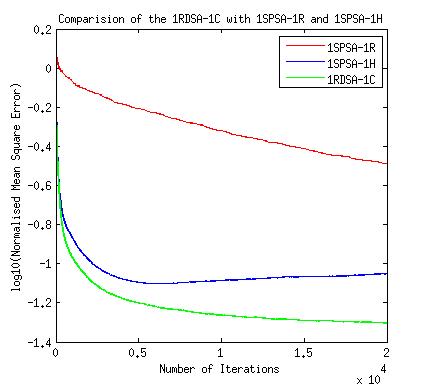 Comparision of the 1RDSA-1C with 1SPSA-1R and 1SPSA-1H
1SPSA-1R
1SPSA-1H
1RDSA-1C
log10(Normalised Mean Square Error)
0.2
0
-0.2
-0.4
-0.6
-0.8
-1
-1.2
-1.4
0 0.5 1 1.5 2
Number of Iterations
x 10 4